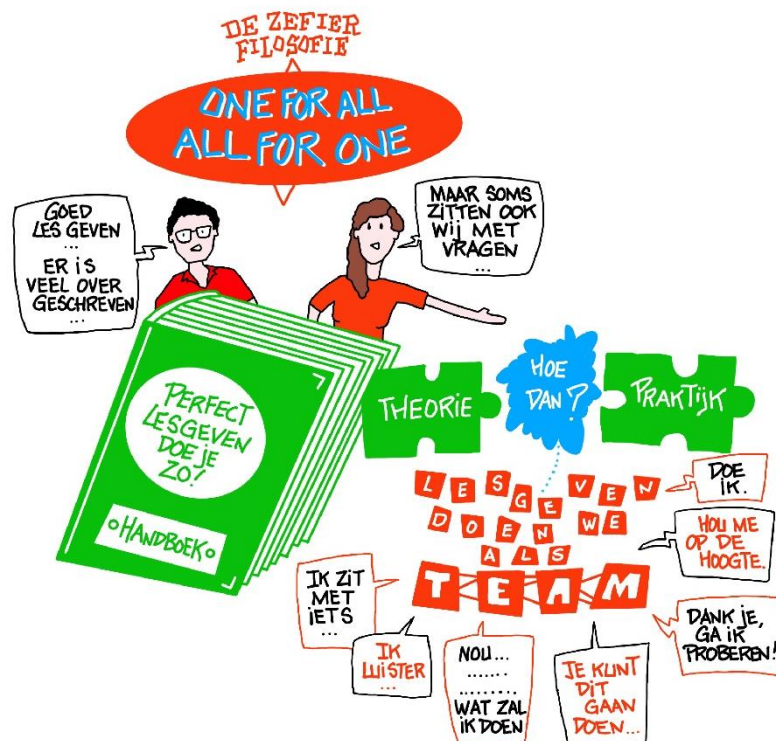 DE ZEFIER
FILOSOFIE
ONE FOR ALL
ALL FOR ONE
GOED
LES GEVEN
...
ER IS
VEEL OVER
GESCHREVEN
...
MAAR SOMS
ZITTEN OOK
WIJ MET
VRAGEN
...
PERFECT
LESGEVEN
DOE JE
ZO!
HANDBOEK
THEORIE
HOE
DAN?
PRAKTIJK
LESGEVEN
DOEN WE
ALS
TEAM
IK ZIT
MET
IETS
...
IK
LUISTER
...
NOU...
......
.........
WAT ZAL
IK DOEN
JE KUNT
DIT
GAAN
DOEN...
DANK JE,
GA IK
PROBEREN!
HOU ME
OP DE
HOOGTE.
DOE
IK.